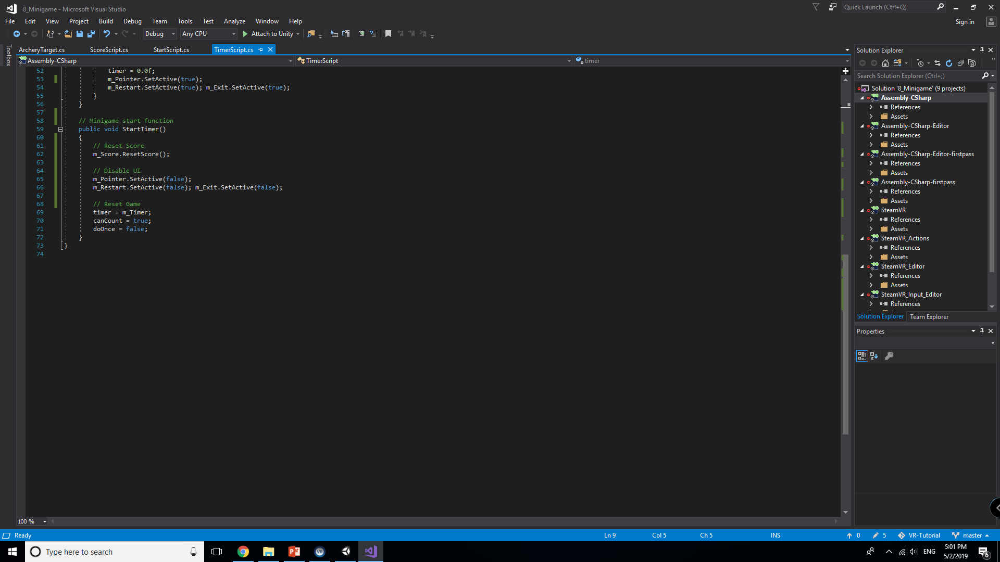 8_Minigame - Microsoft Visual Studio
Quick Launch (Ctrl+Q)
File Edit View Project Build Debug Team Tools Test Analyze Window Help
Sign in
Debug Any CPU Attach to Unity
Toolbox
ArcheryTarget.cs ScoreScript.cs StartScript.cs TimerScript.cs
Assembly-CSharp TimerScript timer
52 timer = 0.0f;
53 m_Pointer.SetActive(true);
54 m_Restart.SetActive(true); m_Exit.SetActive(true);
55 }
56 }
57
58 // Minigame start function
59 public void StartTimer()
60 {
61 // Reset Score
62 m_Score.ResetScore();
63
64 // Disable UI
65 m_Pointer.SetActive(false);
66 m_Restart.SetActive(false); m_Exit.SetActive(false);
67
68 // Reset Game
69 timer = m_Timer;
70 canCount = true;
71 doOnce = false;
72 }
73 }
74
100 %
Solution Explorer
Search Solution Explorer (Ctrl+;)
Solution '8_Minigame' (9 projects)
Assembly-CSharp
References
Assets
Assembly-CSharp-Editor
References
Assets
Assembly-CSharp-Editor-firstpass
References
Assets
Assembly-CSharp-firstpass
References
Assets
SteamVR
References
Assets
SteamVR_Actions
References
Assets
SteamVR_Editor
References
Assets
SteamVR_Input_Editor
References
Solution Explorer Team Explorer
Properties
Ready Ln 9 Col 5 Ch 5 INS 0 5 VR-Tutorial master
Type here to search
ENG
5:01 PM
5/2/2019
6